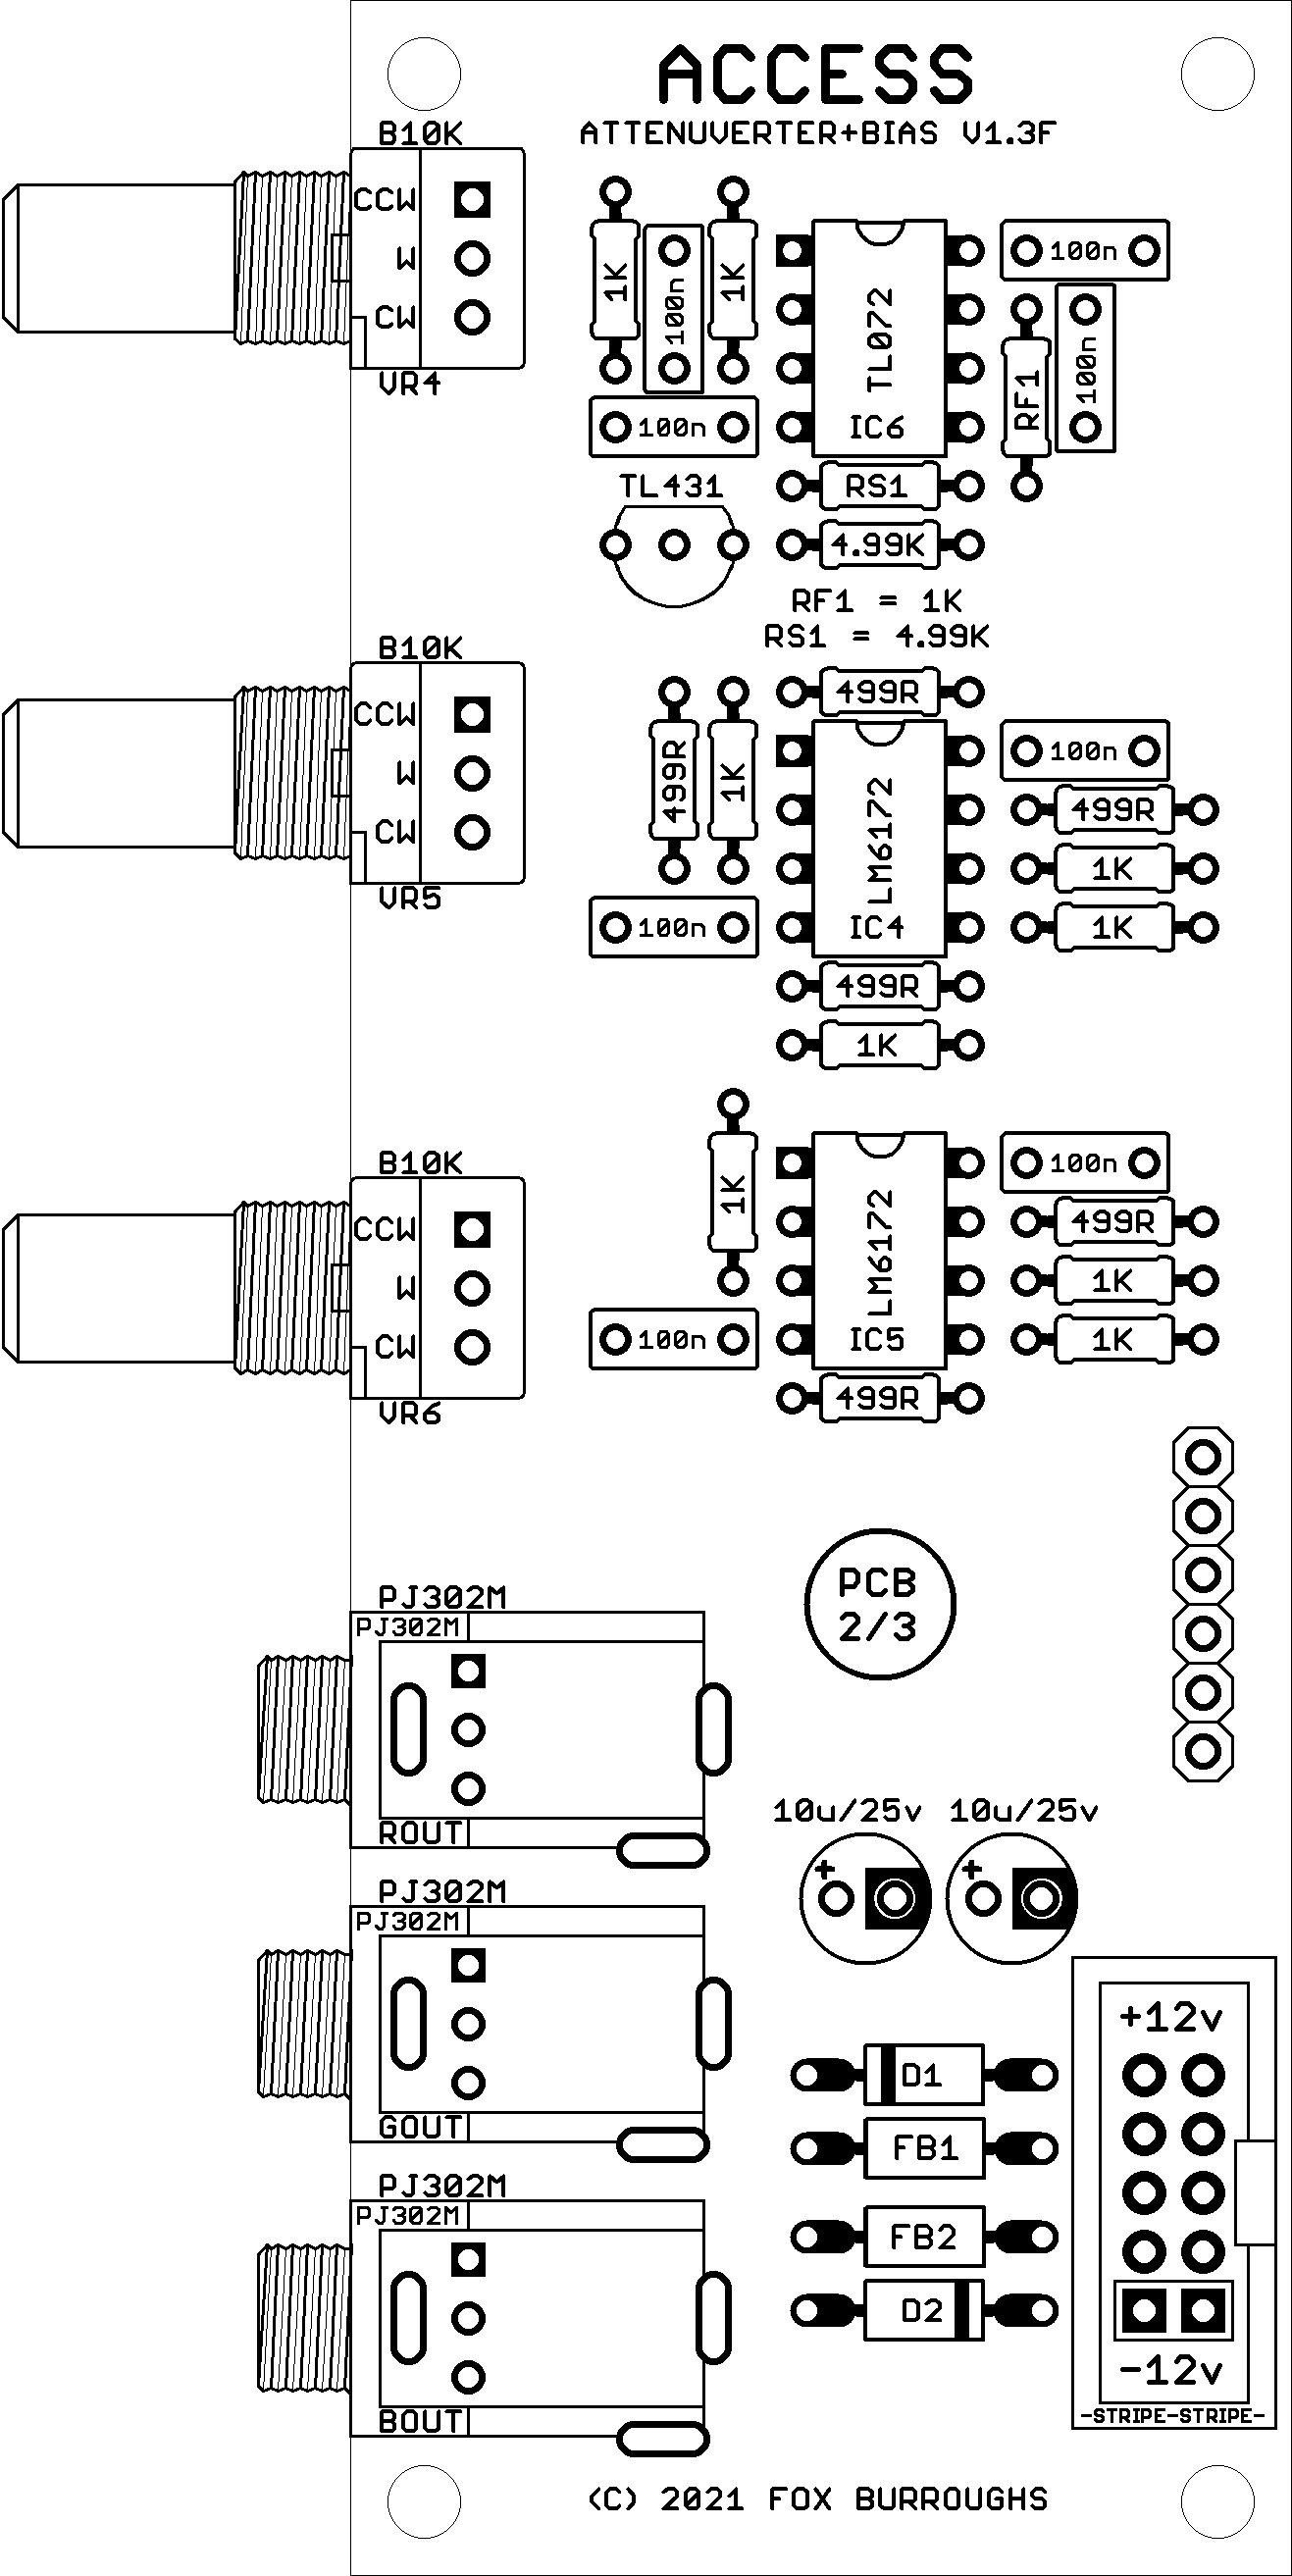 ACCESS
ATTENUVERTER+BIAS V1.3F
B10K
CCW
W
CW
VR4
1K
100n
1K
100n
TL072
IC6
100n
100n
RF1
TL431
RS1
4.99K
RF1 = 1K
RS1 = 4.99K
B10K
CCW
W
CW
VR5
499R
499R
1K
100n
LM6172
IC4
100n
499R
1K
1K
499R
1K
B10K
CCW
W
CW
VR6
1K
100n
LM6172
IC5
100n
499R
1K
1K
499R
PCB
2/3
PJ302M
PJ302M
ROUT
10u/25v 10u/25v
+ +
PJ302M
PJ302M
GOUT
+12v
D1
FB1
PJ302M
PJ302M
BOUT
FB2
D2
-12v
-STRIPE-STRIPE-
(C) 2021 FOX BURROUGHS